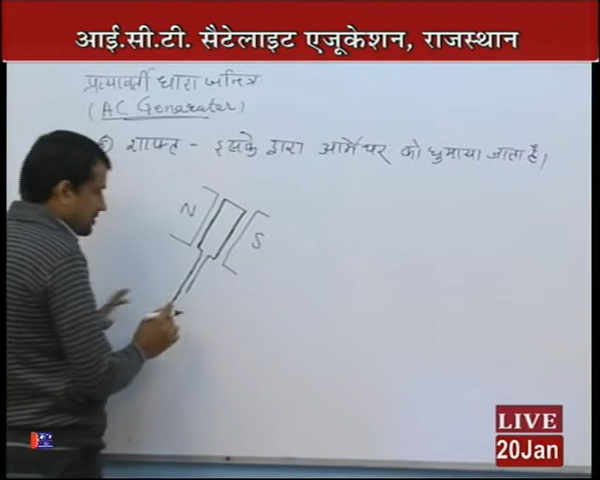 आई.सी.टी. सैटेलाइट एजूकेशन, राजस्थान
प्रत्यावर्ती धारा जनित्र
(AC Generator)
शाफ्ट - इसके द्वारा आर्मेचर को घुमाया जाता है।
N
S
LIVE
20Jan